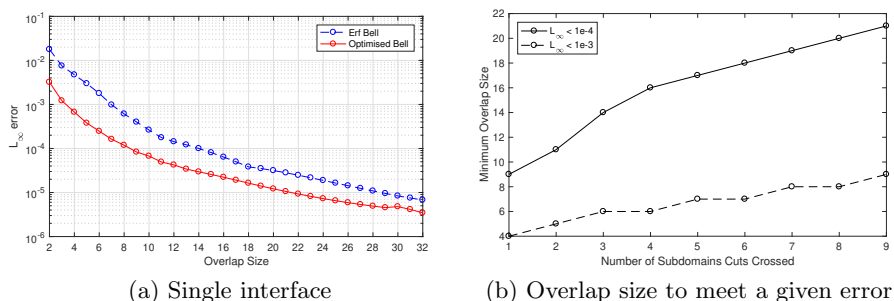 10^-1
10^-2
10^-3
10^-4
10^-5
10^-6
L∞ error
Erf Bell
Optimised Bell
2 4 6 8 10 12 14 16 18 20 22 24 26 28 30 32
Overlap Size
(a) Single interface
22
20
18
16
14
12
10
8
6
4
Minimum Overlap Size
L∞ < 1e-4
L∞ < 1e-3
1 2 3 4 5 6 7 8 9
Number of Subdomains Cuts Crossed
(b) Overlap size to meet a given error